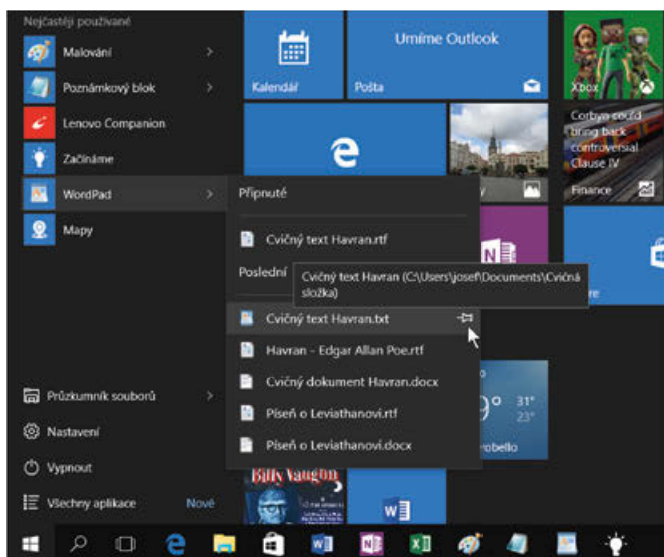 Nejčastěji používané
Malování
Poznámkový blok
Lenovo Companion
Začínáme
WordPad
Mapy
Průzkumník souborů
Nastavení
Vypnout
Všechny aplikace Nové
Připnuté
Cvičný text Havran.rtf
Poslední
Cvičný text Havran (C:\Users\josef\Documents\Cvičná
složka)
Cvičný text Havran.txt
Havran - Edgar Allan Poe.rtf
Cvičný dokument Havran.docx
Píseň o Leviathanovi.rtf
Píseň o Leviathanovi.docx
Kalendář
Umíme Outlook
Pošta
Xbox
Corbyn could
bring back
controversial
Clause IV
Finance
31°
23°
Billy Vaughn